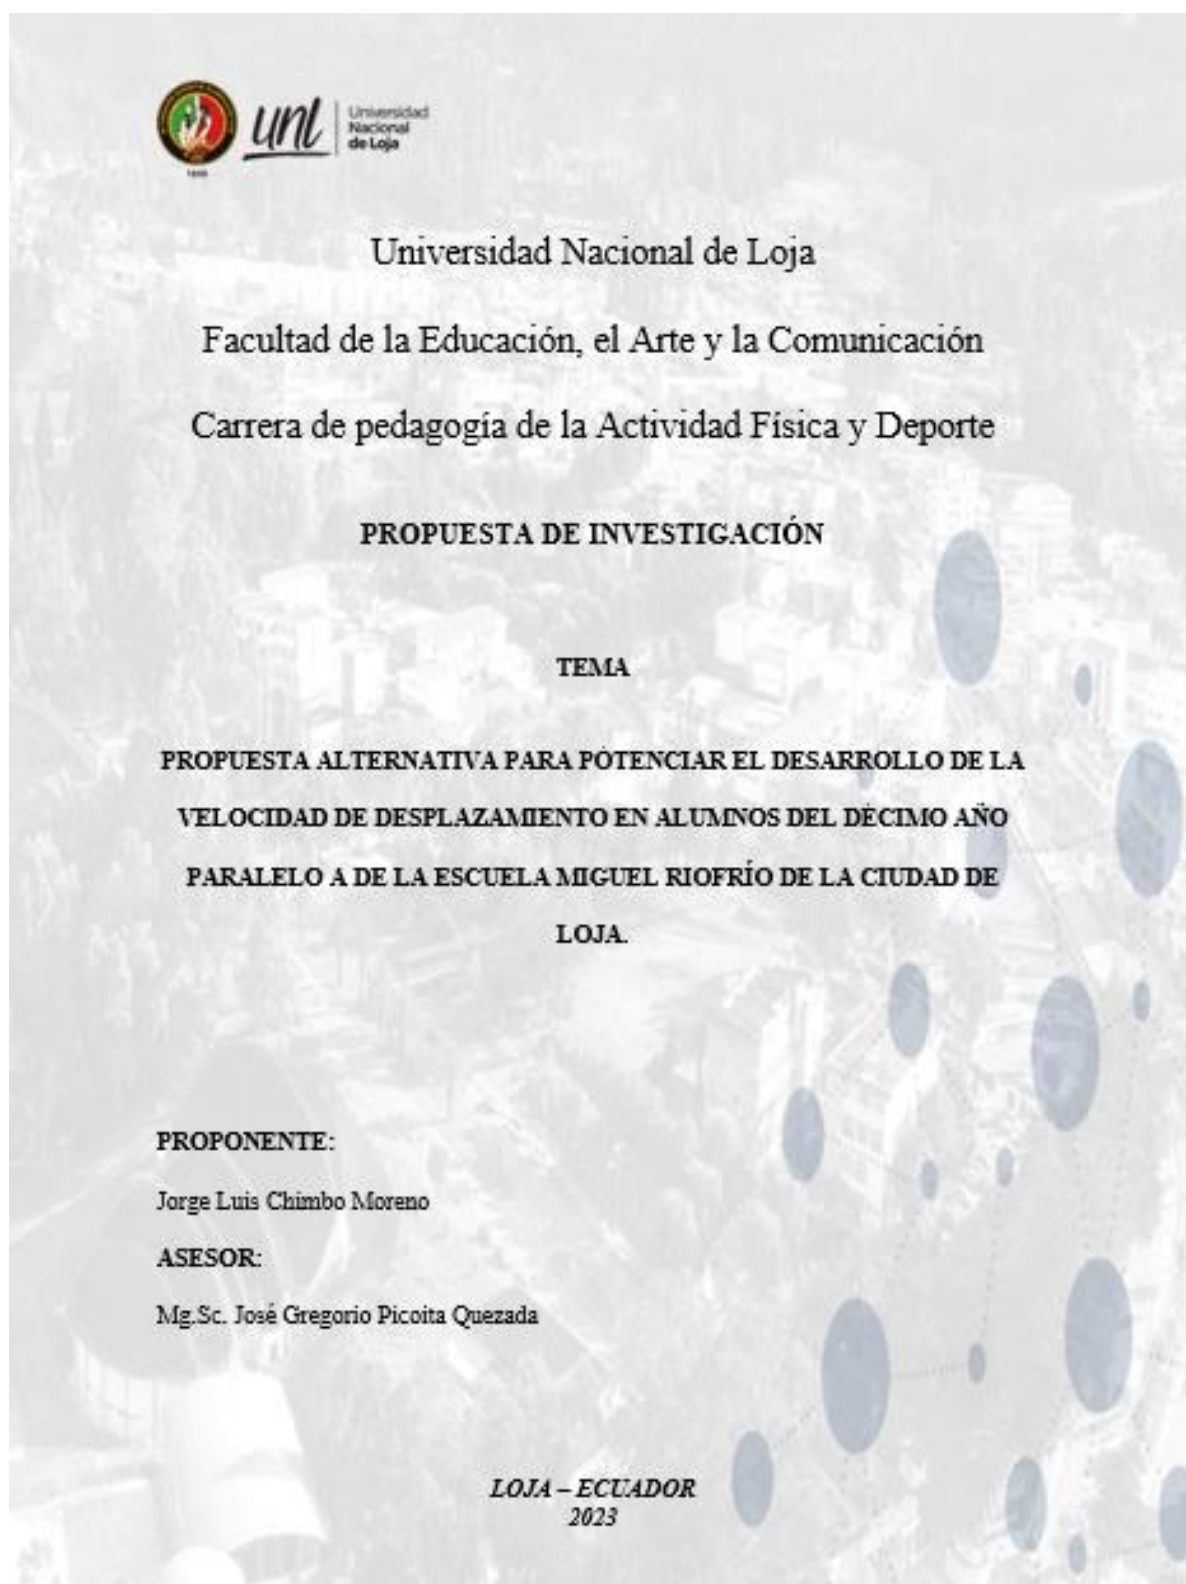 unl
Universidad
Nacional
de Loja
1859
Universidad Nacional de Loja
Facultad de la Educación, el Arte y la Comunicación
Carrera de pedagogía de la Actividad Física y Deporte
PROPUESTA DE INVESTIGACIÓN
TEMA
PROPUESTA ALTERNATIVA PARA POTENCIAR EL DESARROLLO DE LA
VELOCIDAD DE DESPLAZAMIENTO EN ALUMNOS DEL DÉCIMO AÑO
PARALELO A DE LA ESCUELA MIGUEL RIOFRÍO DE LA CIUDAD DE
LOJA.
PROPONENTE:
Jorge Luis Chimbo Moreno
ASESOR:
Mg.Sc. José Gregorio Picoita Quezada
LOJA – ECUADOR
2023